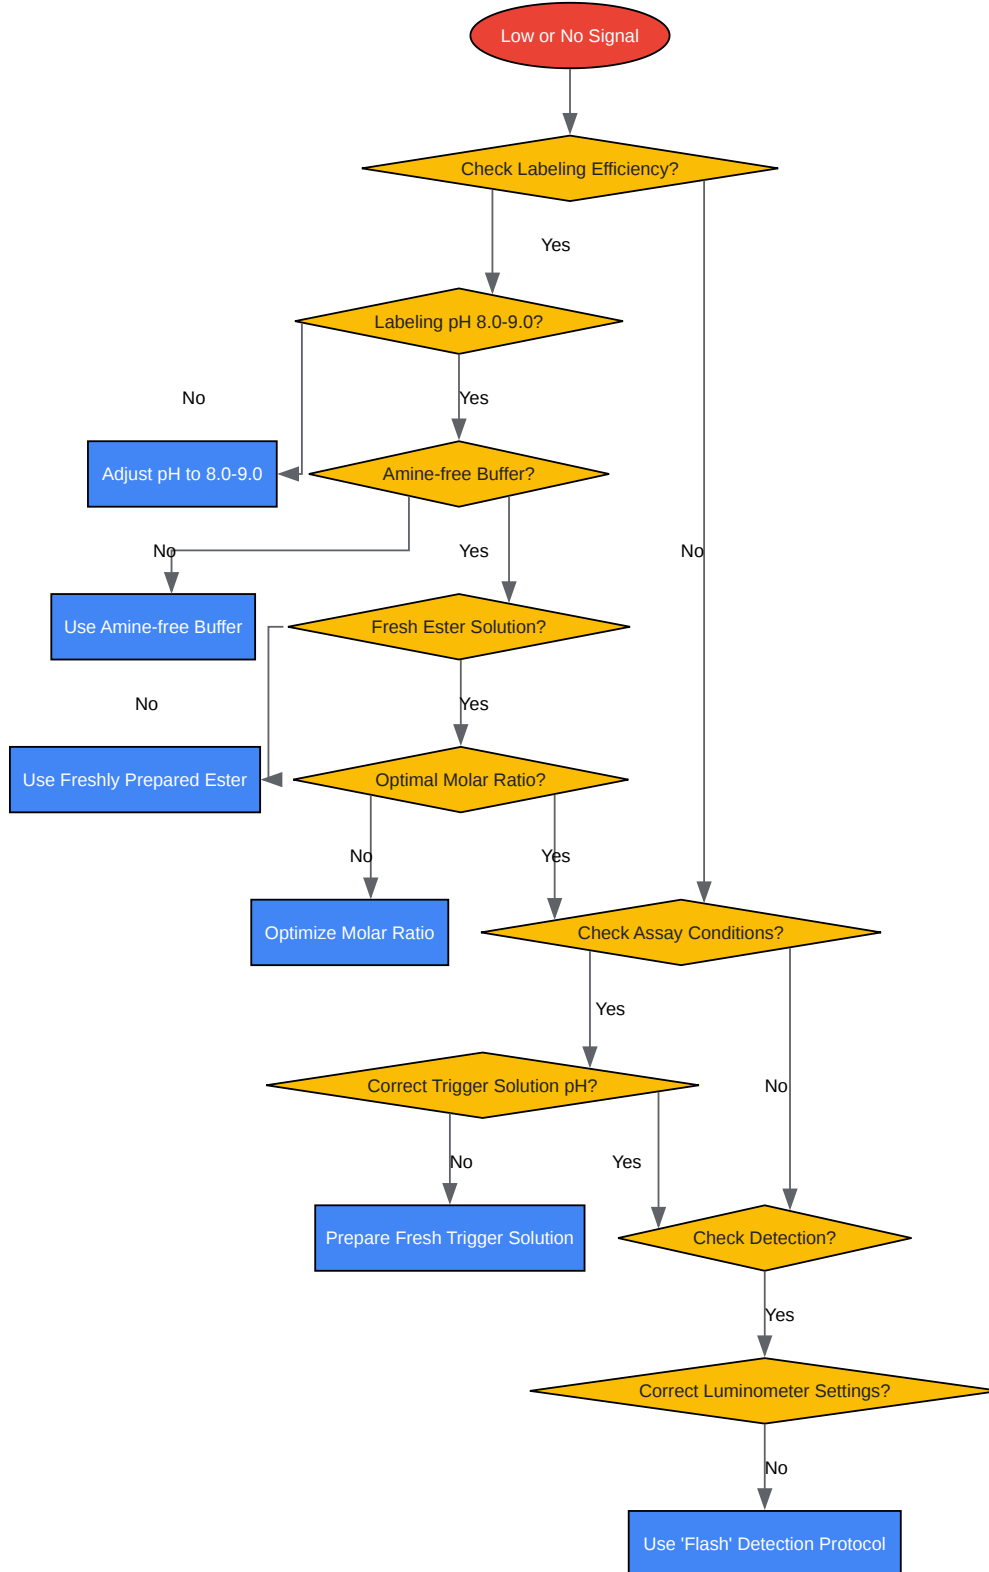 Low or No Signal
Check Labeling Efficiency?
Yes
Labeling pH 8.0-9.0?
No
Yes
Adjust pH to 8.0-9.0
Amine-free Buffer?
No
Yes
No
Use Amine-free Buffer
Fresh Ester Solution?
No
Yes
Use Freshly Prepared Ester
Optimal Molar Ratio?
No
Yes
Optimize Molar Ratio
Check Assay Conditions?
Yes
Correct Trigger Solution pH?
No
No
Yes
Prepare Fresh Trigger Solution
Check Detection?
Yes
Correct Luminometer Settings?
No
Use 'Flash' Detection Protocol